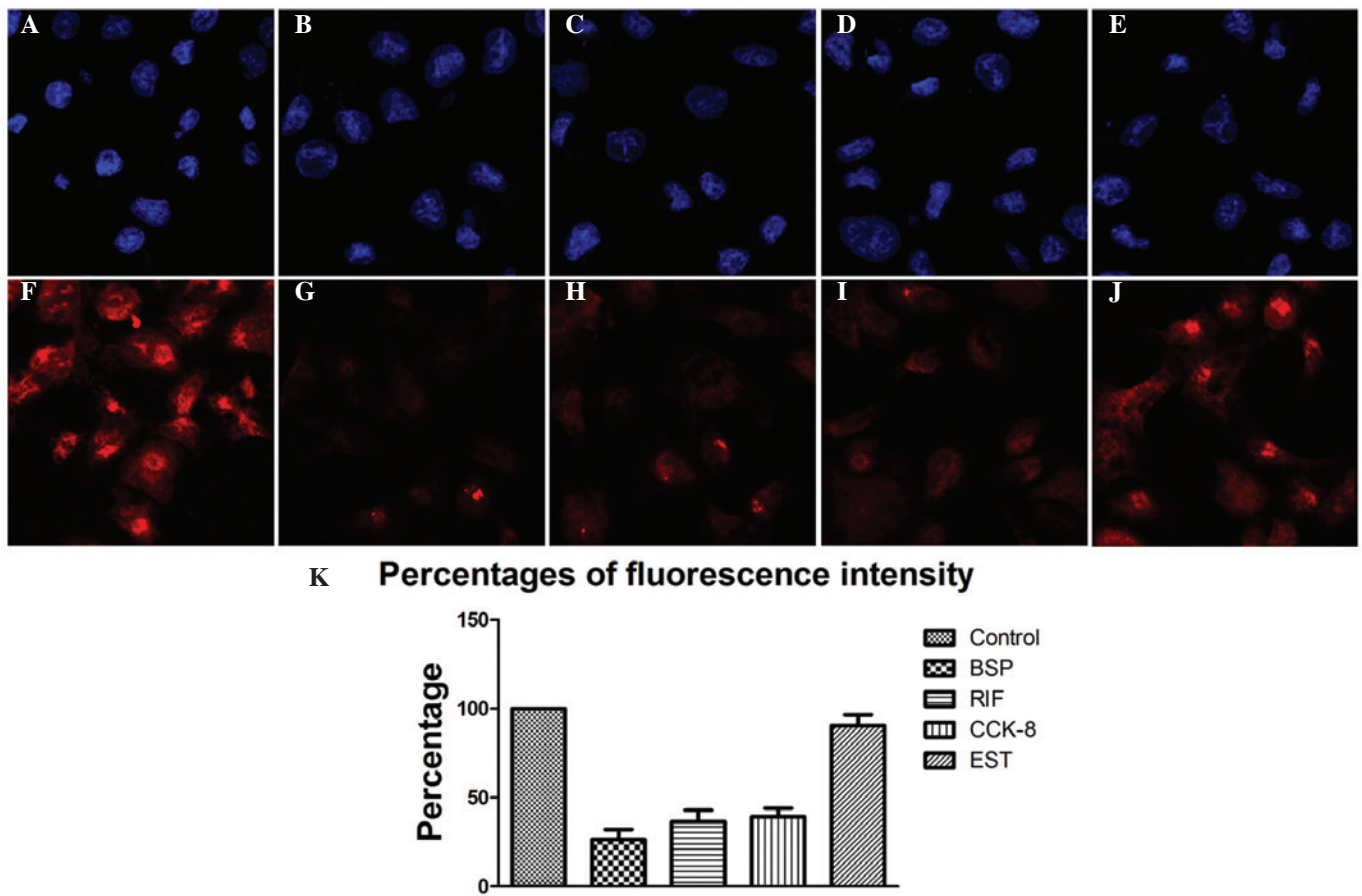 A B C D E
F G H I J
K Percentages of fluorescence intensity
150
100
50
0
Percentage
Control
BSP
RIF
CCK-8
EST